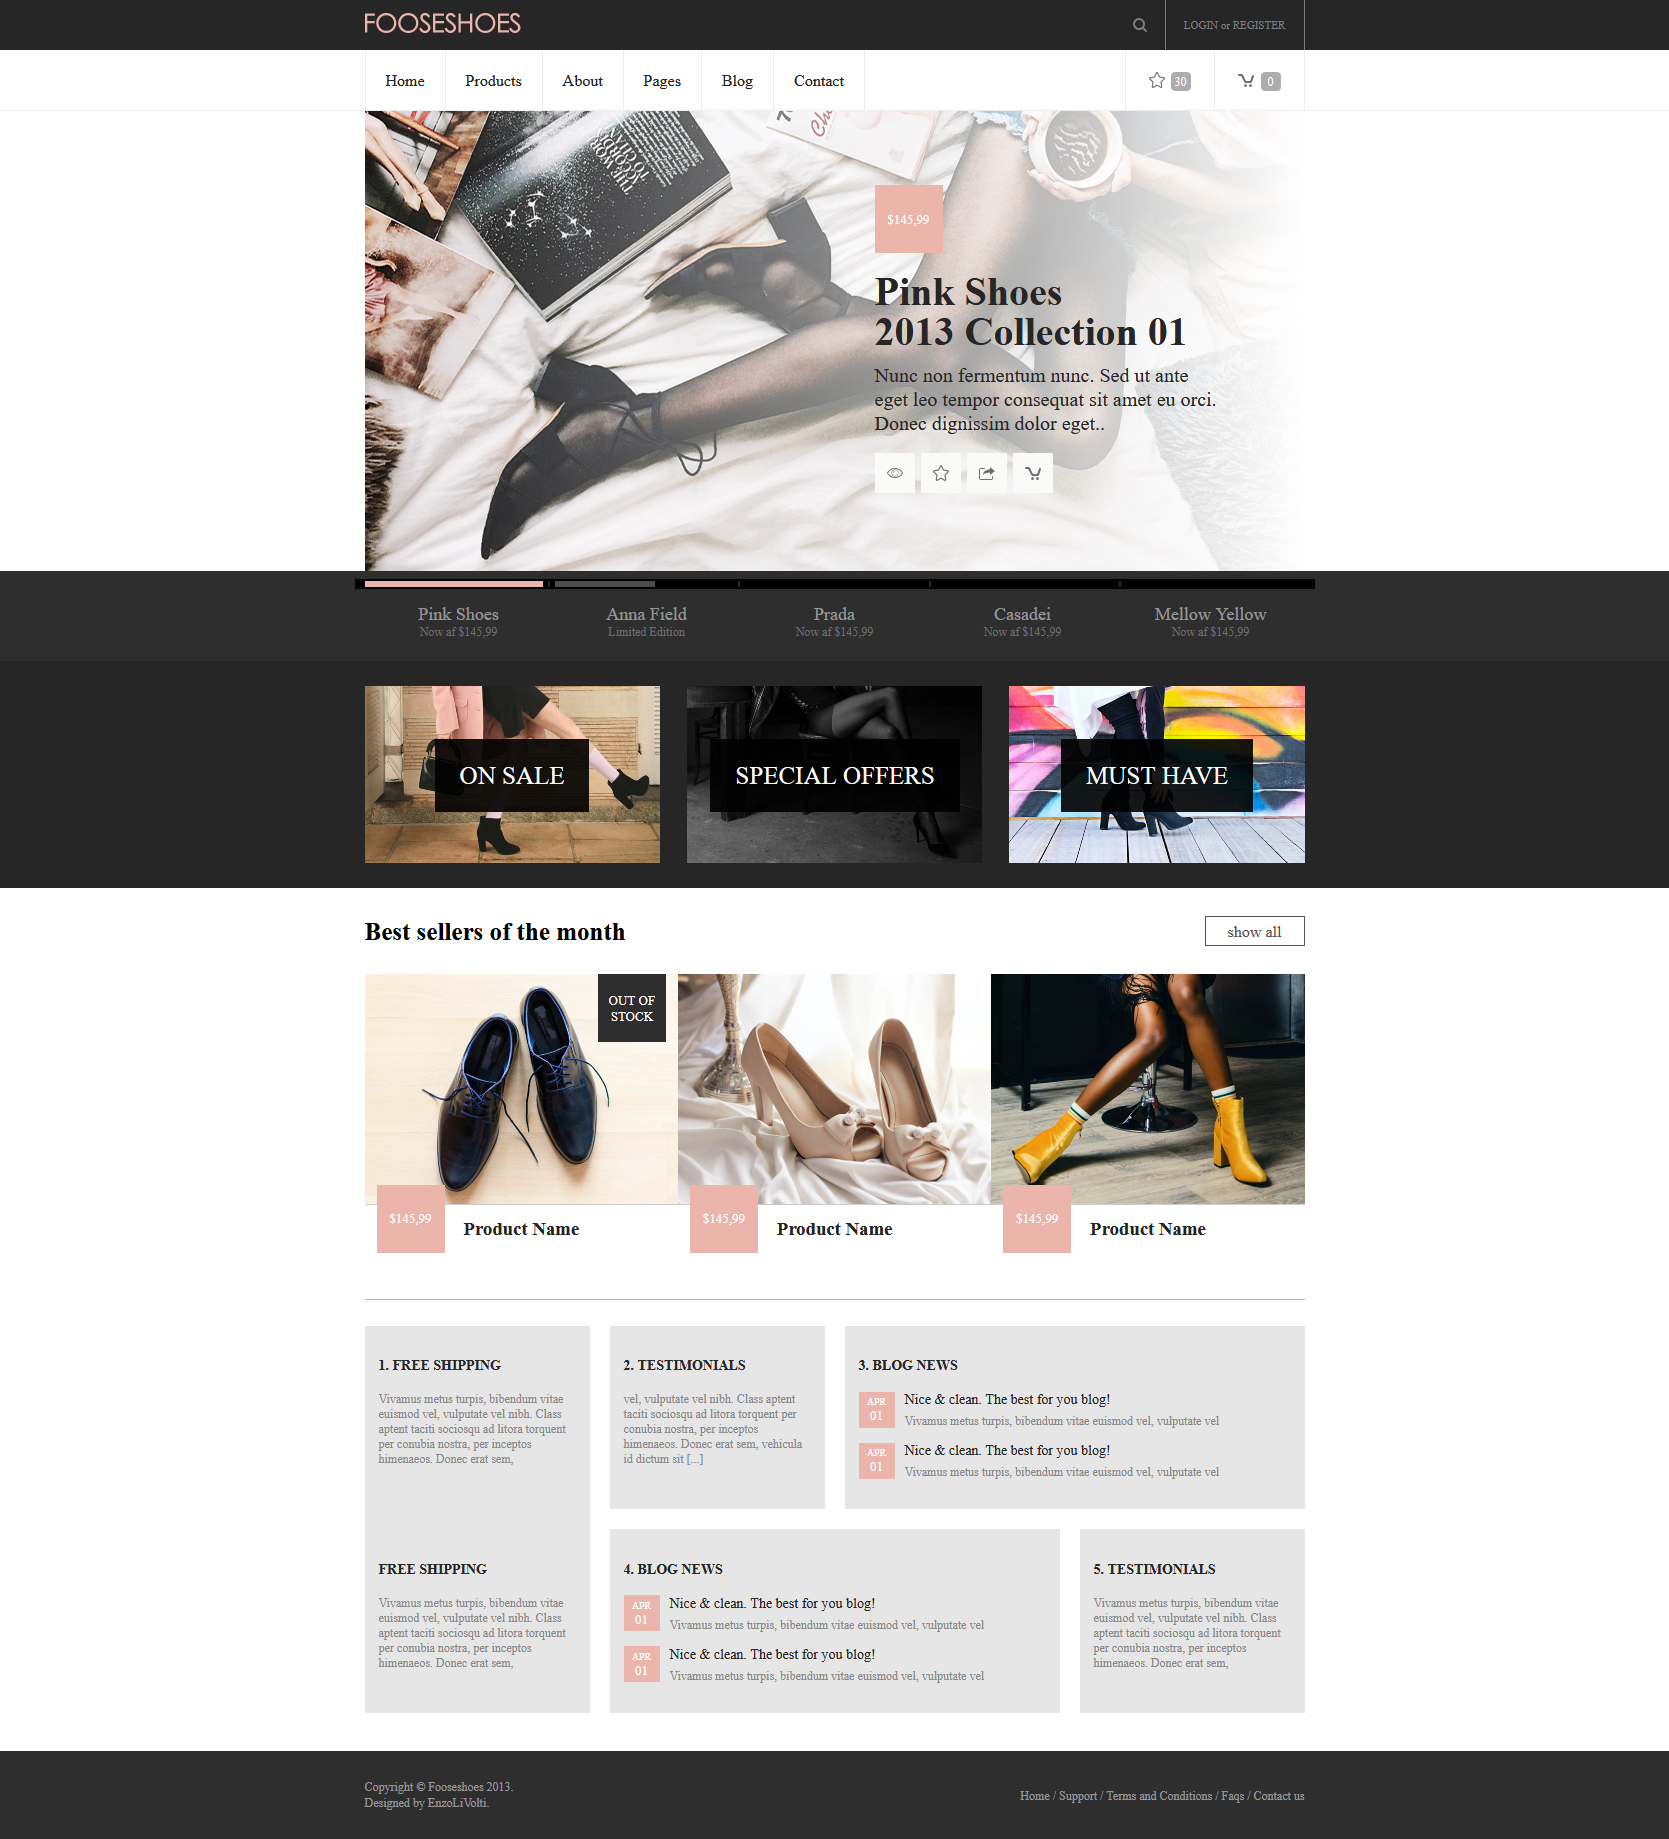 FOOSESHOES
LOGIN or REGISTER
Home
Products
About
Pages
Blog
Contact
30
0
$145,99
Pink Shoes
2013 Collection 01
Nunc non fermentum nunc. Sed ut ante
eget leo tempor consequat sit amet eu orci.
Donec dignissim dolor eget..
Pink Shoes
Now af $145,99
Anna Field
Limited Edition
Prada
Now af $145,99
Casadei
Now af $145,99
Mellow Yellow
Now af $145,99
ON SALE
SPECIAL OFFERS
MUST HAVE
Best sellers of the month
show all
OUT OF
STOCK
$145,99
Product Name
$145,99
Product Name
$145,99
Product Name
1. FREE SHIPPING
Vivamus metus turpis, bibendum vitae
euismod vel, vulputate vel nibh. Class
aptent taciti sociosqu ad litora torquent
per conubia nostra, per inceptos
himenaeos. Donec erat sem,
FREE SHIPPING
Vivamus metus turpis, bibendum vitae
euismod vel, vulputate vel nibh. Class
aptent taciti sociosqu ad litora torquent
per conubia nostra, per inceptos
himenaeos. Donec erat sem,
2. TESTIMONIALS
vel, vulputate vel nibh. Class aptent
taciti sociosqu ad litora torquent per
conubia nostra, per inceptos
himenaeos. Donec erat sem, vehicula
id dictum sit [...]
3. BLOG NEWS
APR
01
Nice & clean. The best for you blog!
Vivamus metus turpis, bibendum vitae euismod vel, vulputate vel
APR
01
Nice & clean. The best for you blog!
Vivamus metus turpis, bibendum vitae euismod vel, vulputate vel
4. BLOG NEWS
APR
01
Nice & clean. The best for you blog!
Vivamus metus turpis, bibendum vitae euismod vel, vulputate vel
APR
01
Nice & clean. The best for you blog!
Vivamus metus turpis, bibendum vitae euismod vel, vulputate vel
5. TESTIMONIALS
Vivamus metus turpis, bibendum vitae
euismod vel, vulputate vel nibh. Class
aptent taciti sociosqu ad litora torquent
per conubia nostra, per inceptos
himenaeos. Donec erat sem,
Copyright © Fooseshoes 2013.
Designed by EnzoLiVolti.
Home / Support / Terms and Conditions / Faqs / Contact us